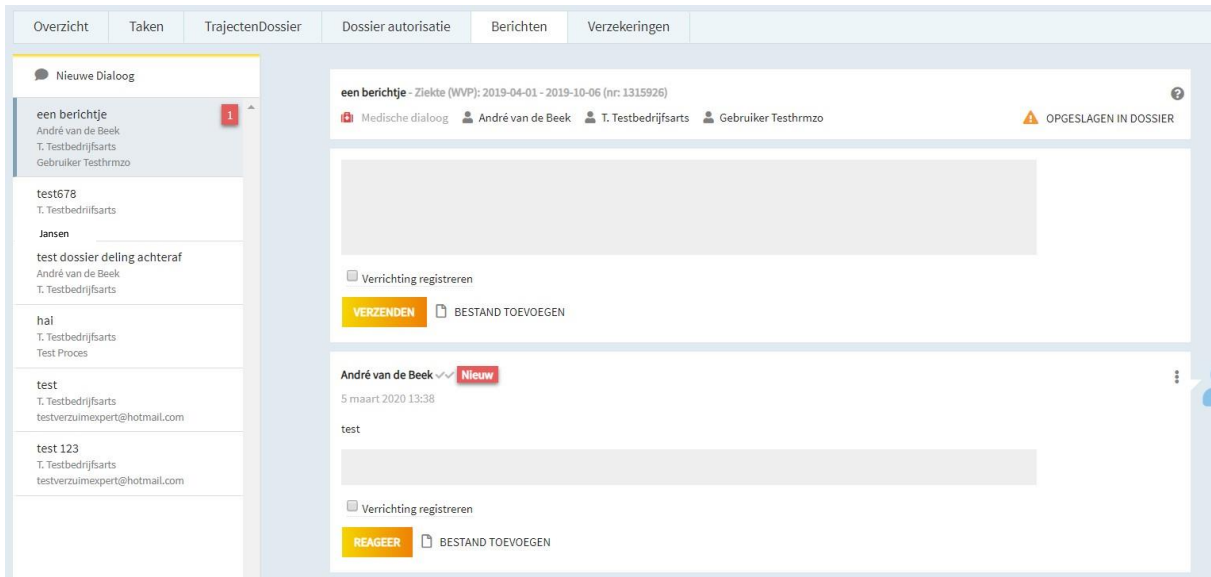 Overzicht Taken TrajectenDossier Dossier autorisatie Berichten Verzekeringen
Nieuwe Dialoog
een berichtje 1
André van de Beek
T. Testbedrijfsarts
Gebruiker Testhrmzo
test678
T. Testbedriifsarts
Jansen
test dossier deling achteraf
André van de Beek
T. Testbedrijfsarts
hai
T. Testbedrijfsarts
Test Proces
test
T. Testbedrijfsarts
testverzuimexpert@hotmail.com
test 123
T. Testbedrijfsarts
testverzuimexpert@hotmail.com
een berichtje - Ziekte (WVP): 2019-04-01 - 2019-10-06 (nr: 1315926)
Medische dialoog André van de Beek T. Testbedrijfsarts Gebruiker Testhrmzo OPGESLAGEN IN DOSSIER
Verrichting registreren
VERZENDEN BESTAND TOEVOEGEN
André van de Beek Nieuw
5 maart 2020 13:38
test
Verrichting registreren
REAGEER BESTAND TOEVOEGEN